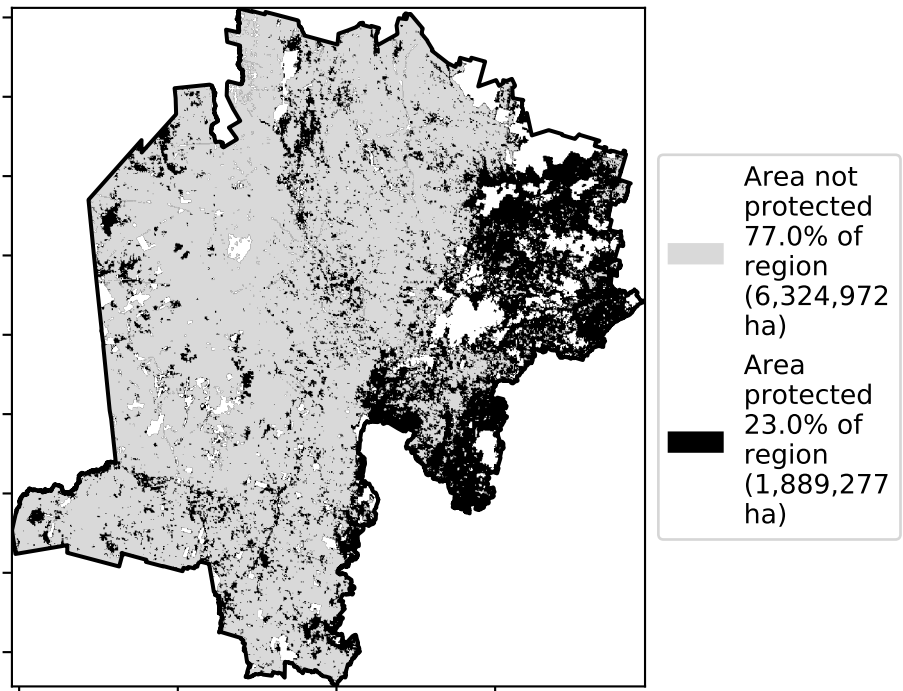 Area not
protected
77.0% of
region
(6,324,972
ha)
Area
protected
23.0% of
region
(1,889,277
ha)